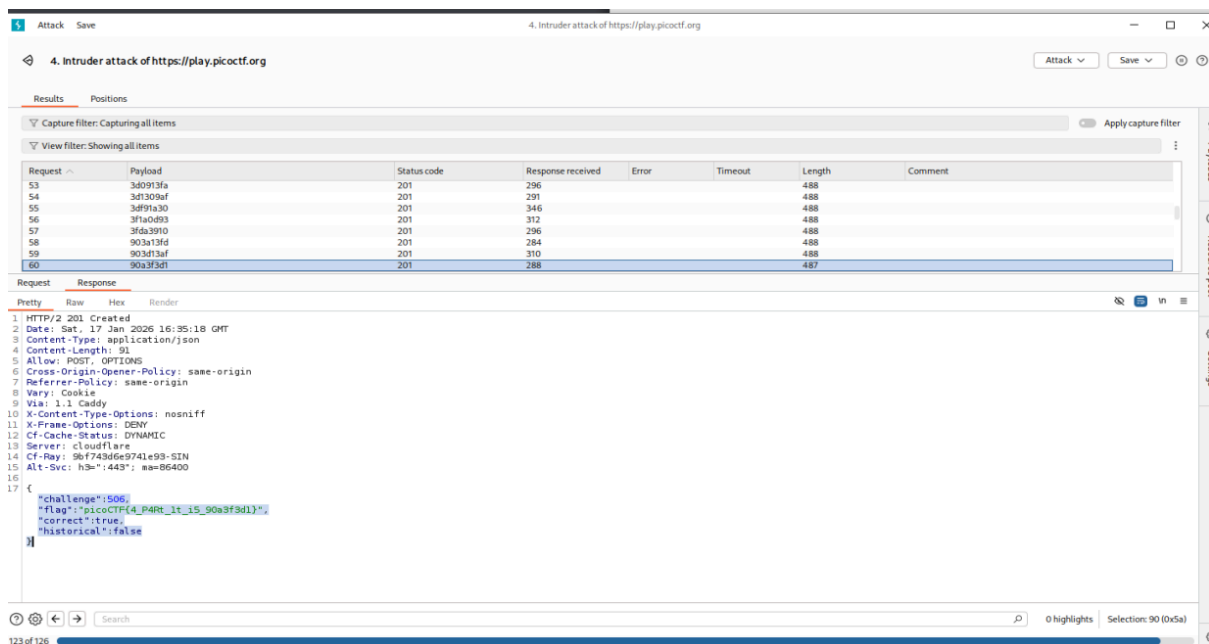 Attack Save 4. Intruder attack of https://play.picoctf.org
4. Intruder attack of https://play.picoctf.org Attack Save
Results Positions
Capture filter: Capturing all items Apply capture filter
View filter: Showing all items
Request Payload Status code Response received Error Timeout Length Comment
53 3d0913fa 201 296 488
54 3d1309af 201 291 488
55 3df91a30 201 346 488
56 3f1a0d93 201 312 488
57 3fda3910 201 296 488
58 903a13fd 201 284 488
59 903d13af 201 310 488
60 90a3f3d1 201 288 487
Request Response
Pretty Raw Hex Render \n
1 HTTP/2 201 Created
2 Date: Sat, 17 Jan 2026 16:35:18 GMT
3 Content-Type: application/json
4 Content-Length: 91
5 Allow: POST, OPTIONS
6 Cross-Origin-Opener-Policy: same-origin
7 Referrer-Policy: same-origin
8 Vary: Cookie
9 Via: 1.1 Caddy
10 X-Content-Type-Options: nosniff
11 X-Frame-Options: DENY
12 Cf-Cache-Status: DYNAMIC
13 Server: cloudflare
14 Cf-Ray: 9bf743d6e9741e93-SIN
15 Alt-Svc: h3=":443"; ma=86400
16
17 {
"challenge":506,
"flag":"picoCTF{4_P4Rt_1t_i5_90a3f3d1}",
"correct":true,
"historical":false
}
Search 0 highlights Selection: 90 (0x5a)
123 of 126